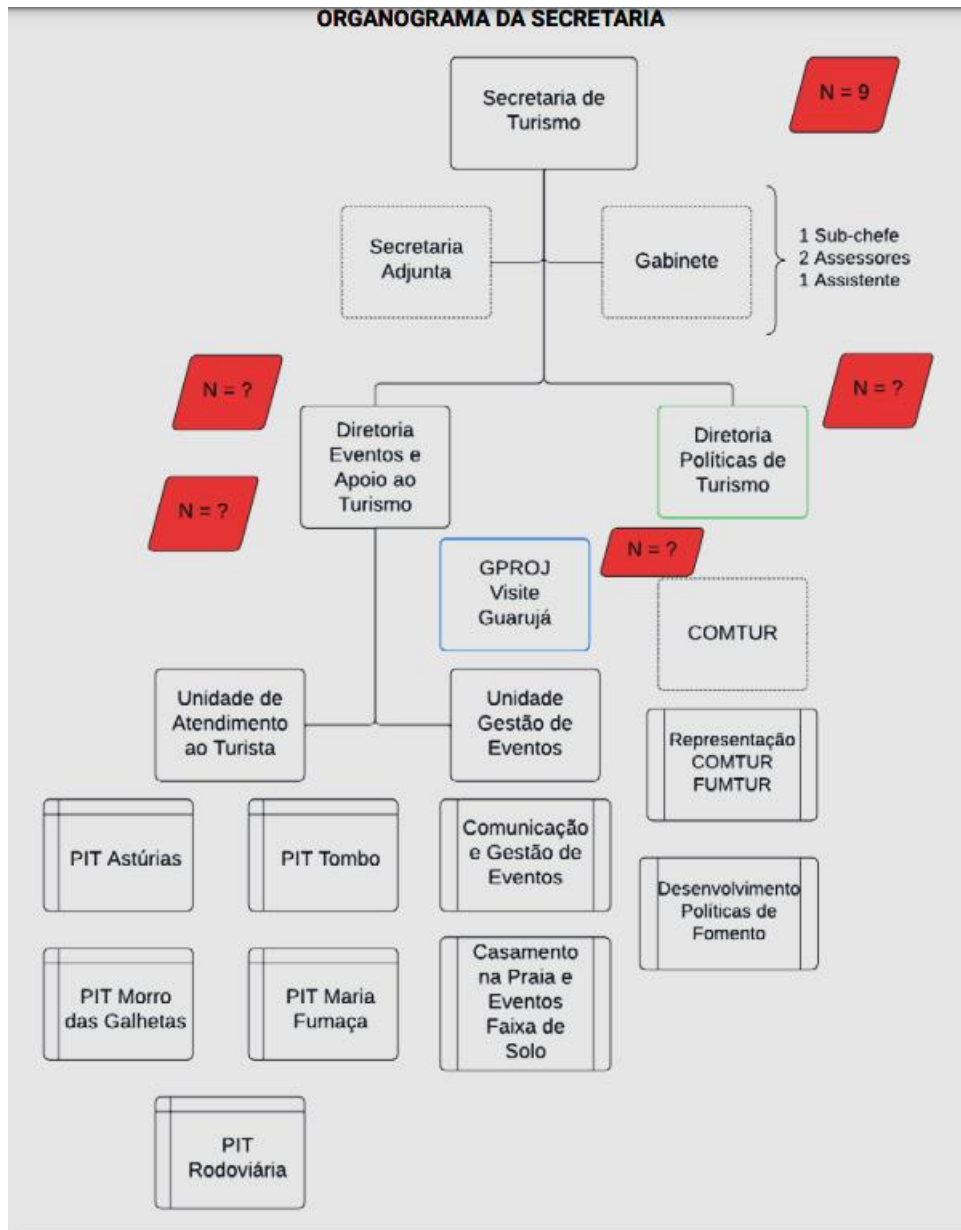 ORGANOGRAMA DA SECRETARIA
Secretaria de
Turismo
N = 9
Secretaria
Adjunta
Gabinete
1 Sub-chefe
2 Assessores
1 Assistente
N = ?
N = ?
Diretoria
Eventos e
Apoio ao
Turismo
Diretoria
Políticas de
Turismo
N = ?
GPROJ
Visite
Guarujá
N = ?
COMTUR
Unidade de
Atendimento
ao Turista
Unidade
Gestão de
Eventos
Representação
COMTUR
FUMTUR
PIT Astúrias
PIT Tombo
Comunicação
e Gestão de
Eventos
Desenvolvimento
Políticas de
Fomento
PIT Morro
das Galhetas
PIT Maria
Fumaça
Casamento
na Praia e
Eventos
Faixa de
Solo
PIT
Rodoviária